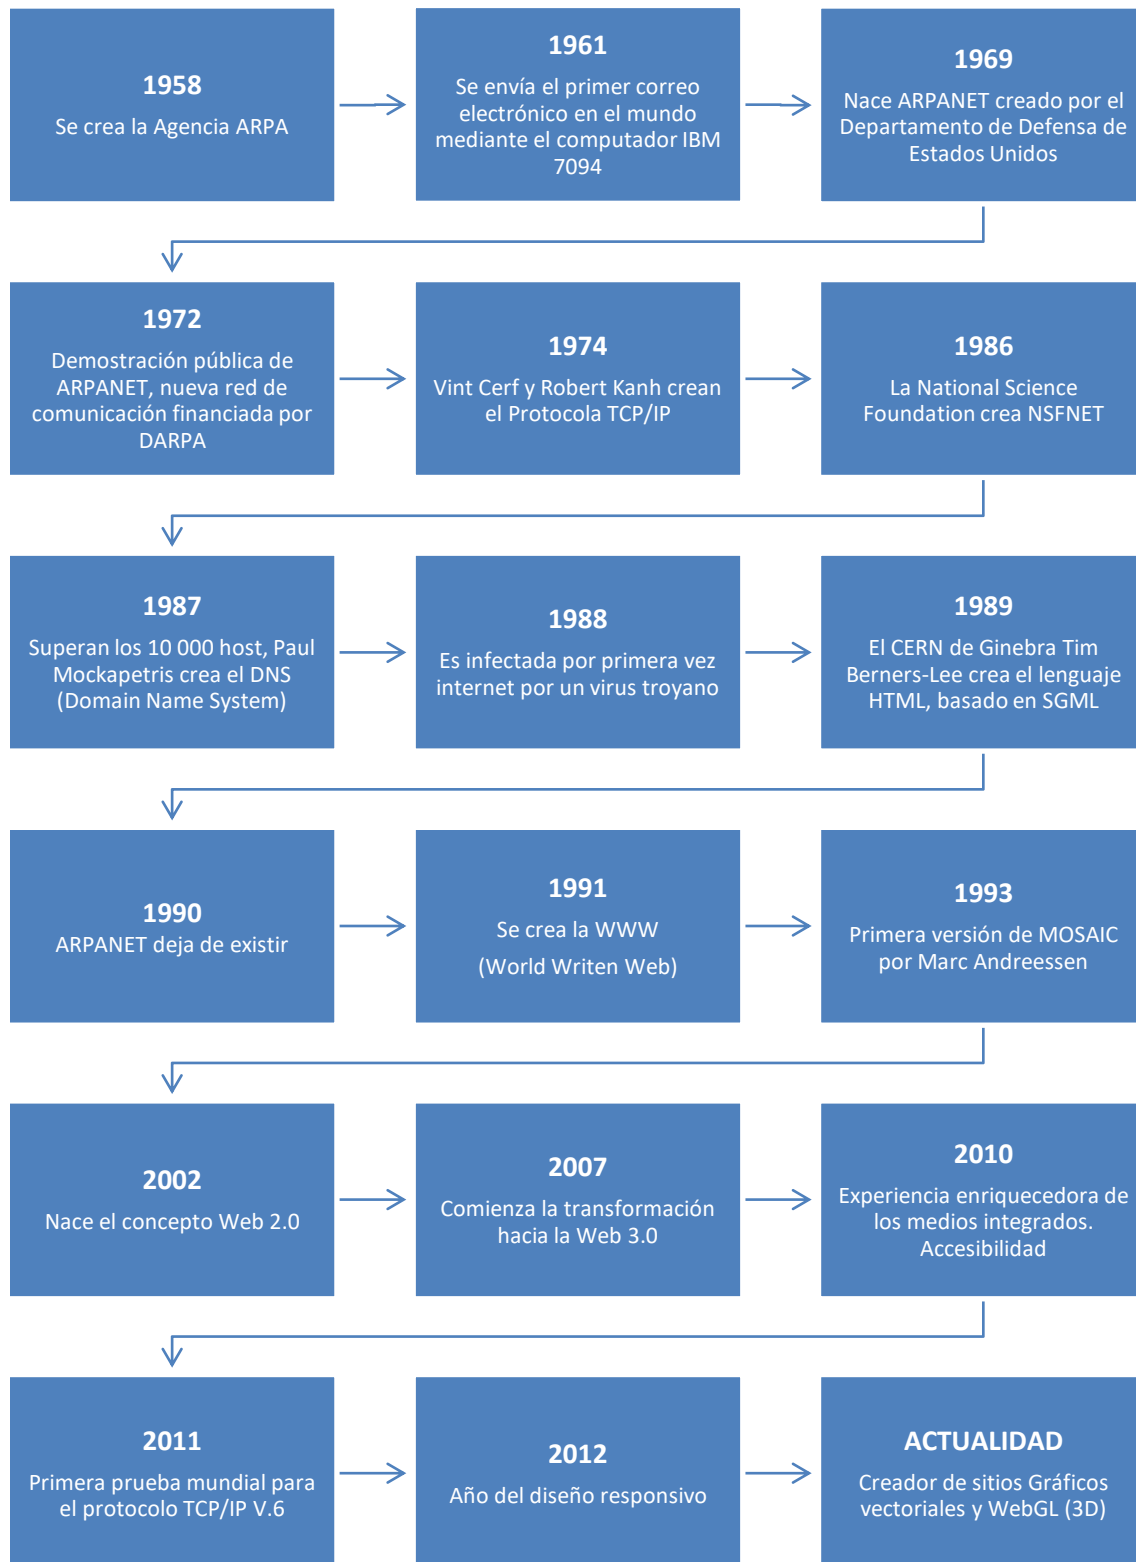 1958
Se crea la Agencia ARPA
1961
Se envía el primer correo
electrónico en el mundo
mediante el computador IBM
7094
1969
Nace ARPANET creado por el
Departamento de Defensa de
Estados Unidos
1972
Demostración pública de
ARPANET, nueva red de
comunicación financiada por
DARPA
1974
Vint Cerf y Robert Kanh crean
el Protocola TCP/IP
1986
La National Science
Foundation crea NSFNET
1987
Superan los 10 000 host, Paul
Mockapetris crea el DNS
(Domain Name System)
1988
Es infectada por primera vez
internet por un virus troyano
1989
El CERN de Ginebra Tim
Berners-Lee crea el lenguaje
HTML, basado en SGML
1990
ARPANET deja de existir
1991
Se crea la WWW
(World Writen Web)
1993
Primera versión de MOSAIC
por Marc Andreessen
2002
Nace el concepto Web 2.0
2007
Comienza la transformación
hacia la Web 3.0
2010
Experiencia enriquecedora de
los medios integrados.
Accesibilidad
2011
Primera prueba mundial para
el protocolo TCP/IP V.6
2012
Año del diseño responsivo
ACTUALIDAD
Creador de sitios Gráficos
vectoriales y WebGL (3D)